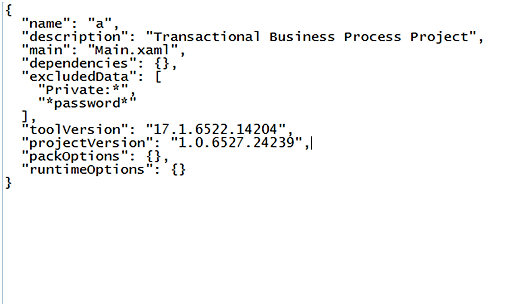 {
  "name": "a",
  "description": "Transactional Business Process Project",
  "main": "Main.xaml",
  "dependencies": {},
  "excludedData": [
    "Private:*",
    "*password*"
  ],
  "toolVersion": "17.1.6522.14204",
  "projectVersion": "1.0.6527.24239",
  "packOptions": {},
  "runtimeOptions": {}
}